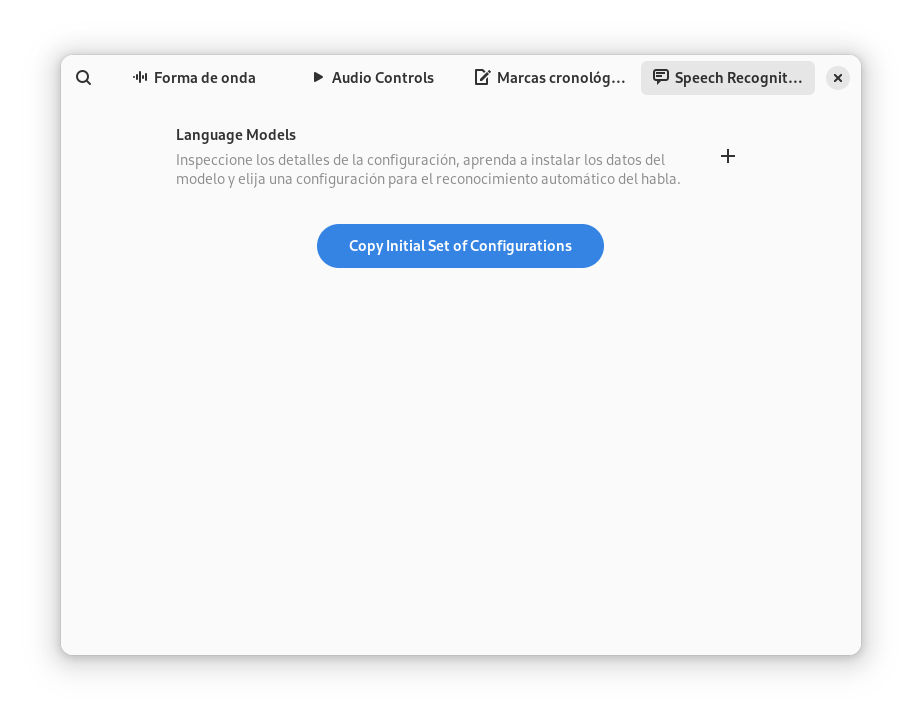 Forma de onda
Audio Controls
Marcas cronológ…
Speech Recognit…
Language Models
Inspeccione los detalles de la configuración, aprenda a instalar los datos del
modelo y elija una configuración para el reconocimiento automático del habla.
Copy Initial Set of Configurations